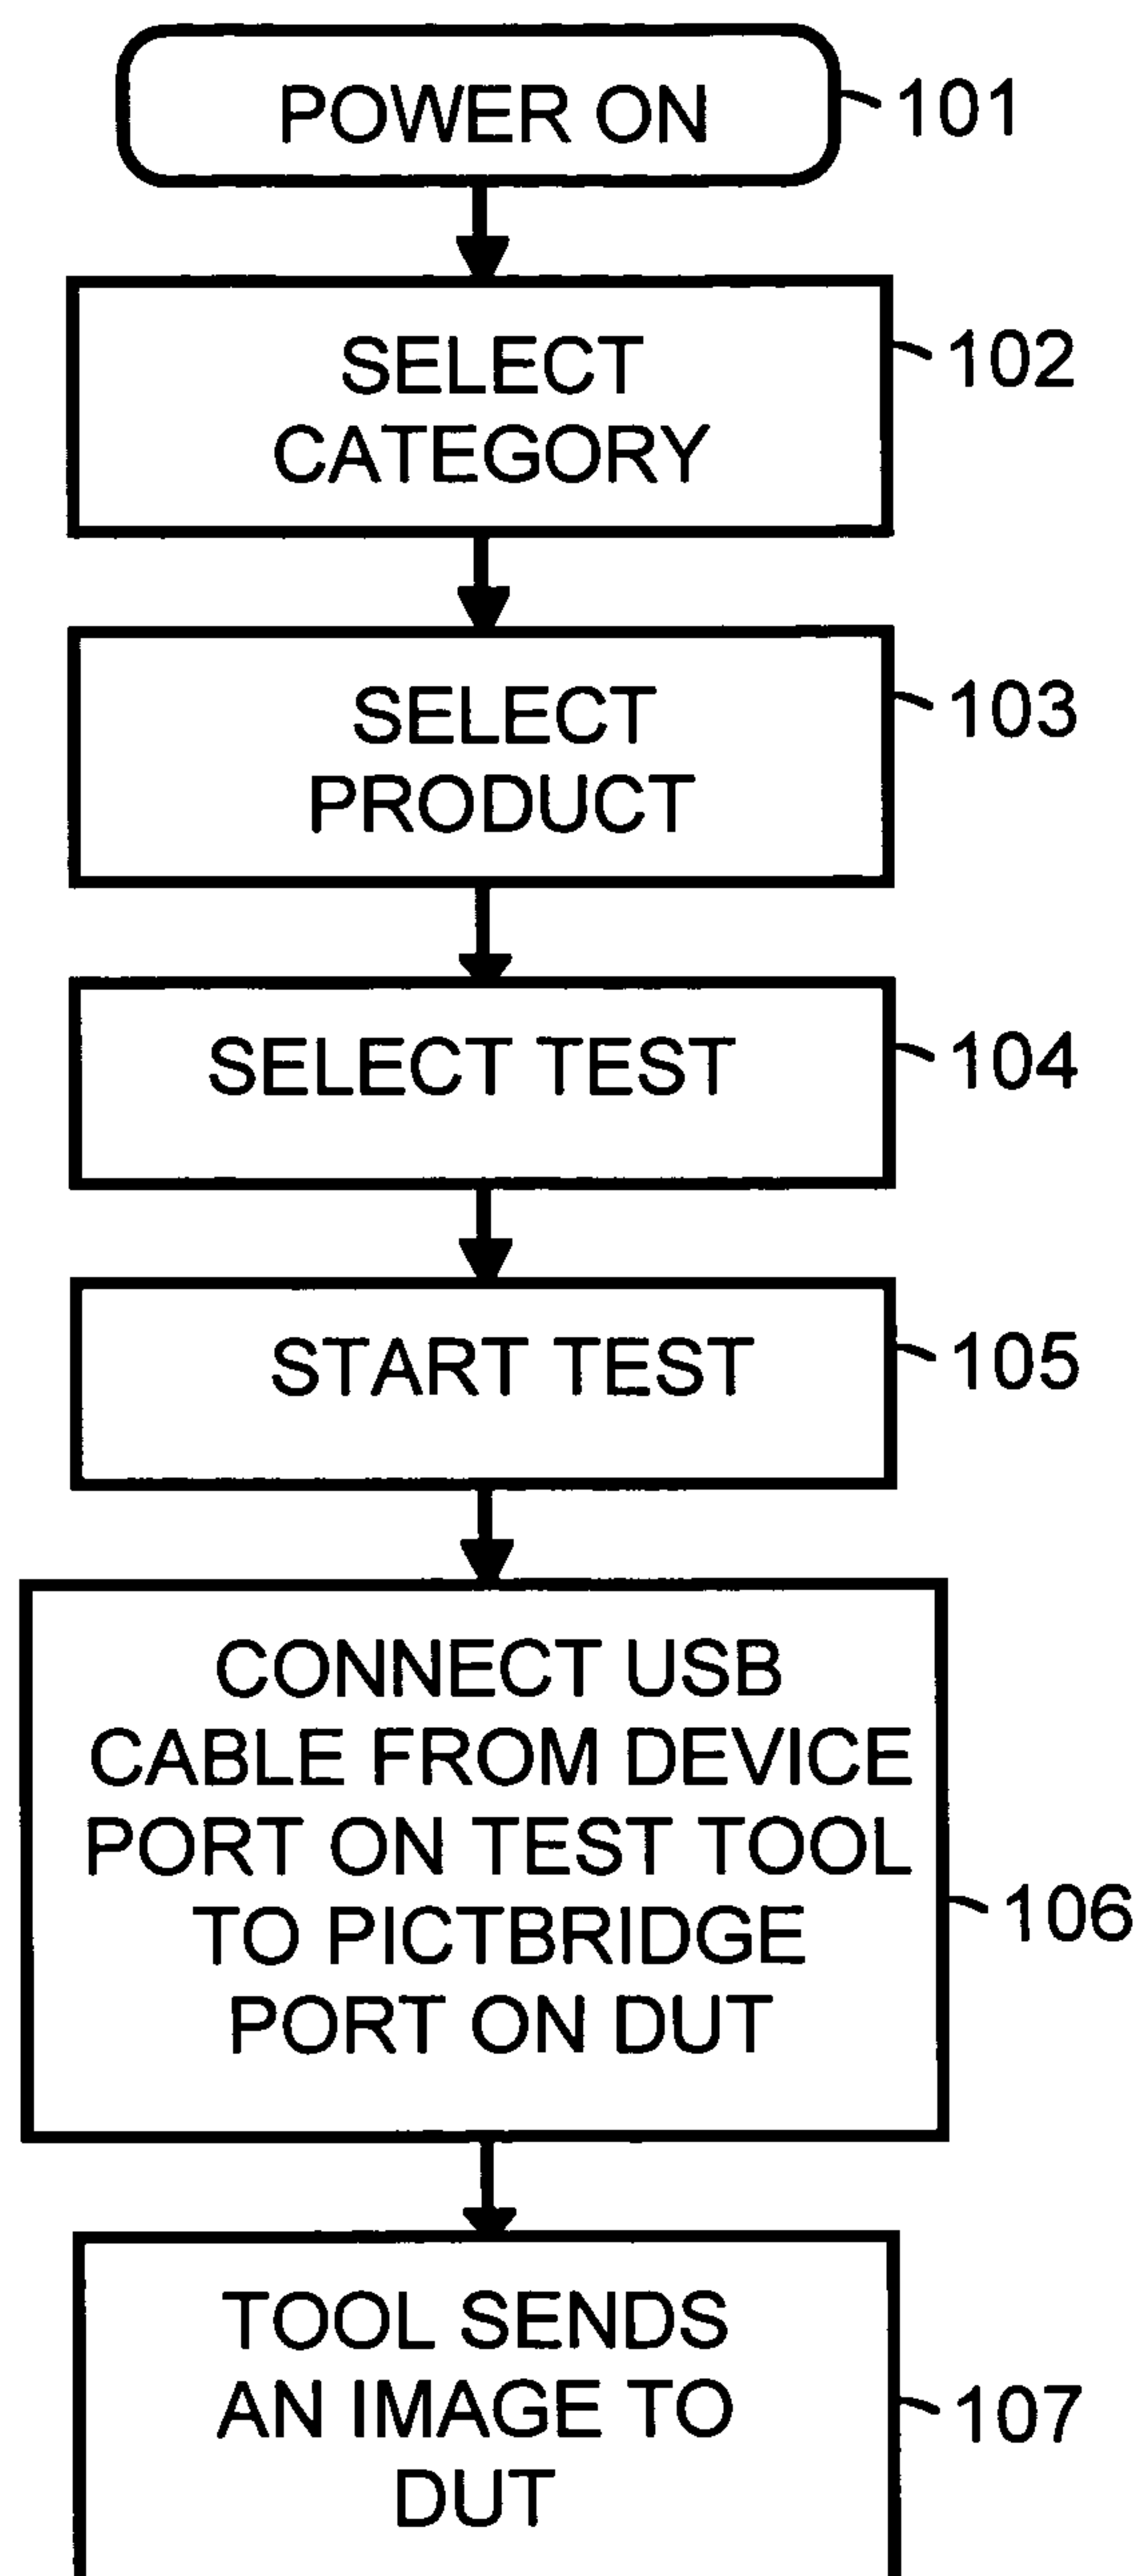 POWER ON
101
SELECT
CATEGORY
102
SELECT
PRODUCT
103
SELECT TEST
104
START TEST
105
CONNECT USB
CABLE FROM DEVICE
PORT ON TEST TOOL
TO PICTBRIDGE
PORT ON DUT
106
TOOL SENDS
AN IMAGE TO
DUT
107